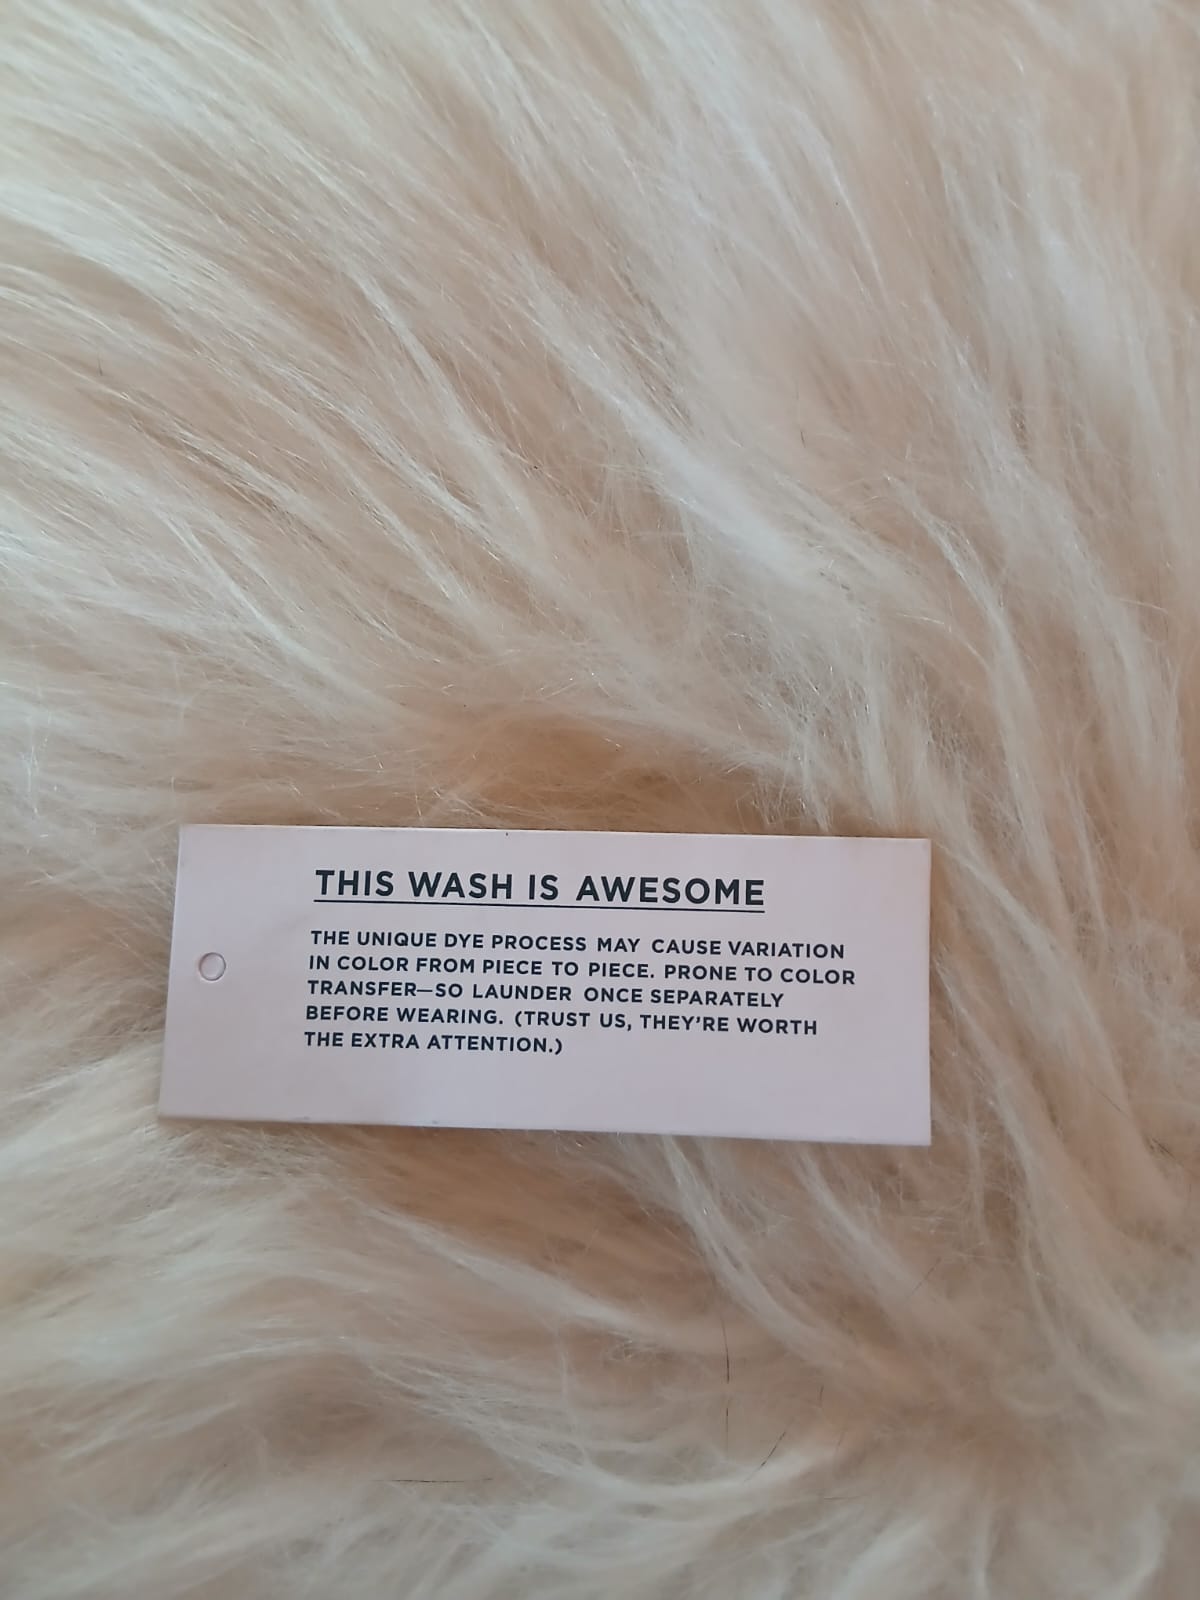 THIS WASH IS AWESOME
THE UNIQUE DYE PROCESS MAY CAUSE VARIATION
IN COLOR FROM PIECE TO PIECE. PRONE TO COLOR
TRANSFER—SO LAUNDER ONCE SEPARATELY
BEFORE WEARING. (TRUST US, THEY'RE WORTH
THE EXTRA ATTENTION.)